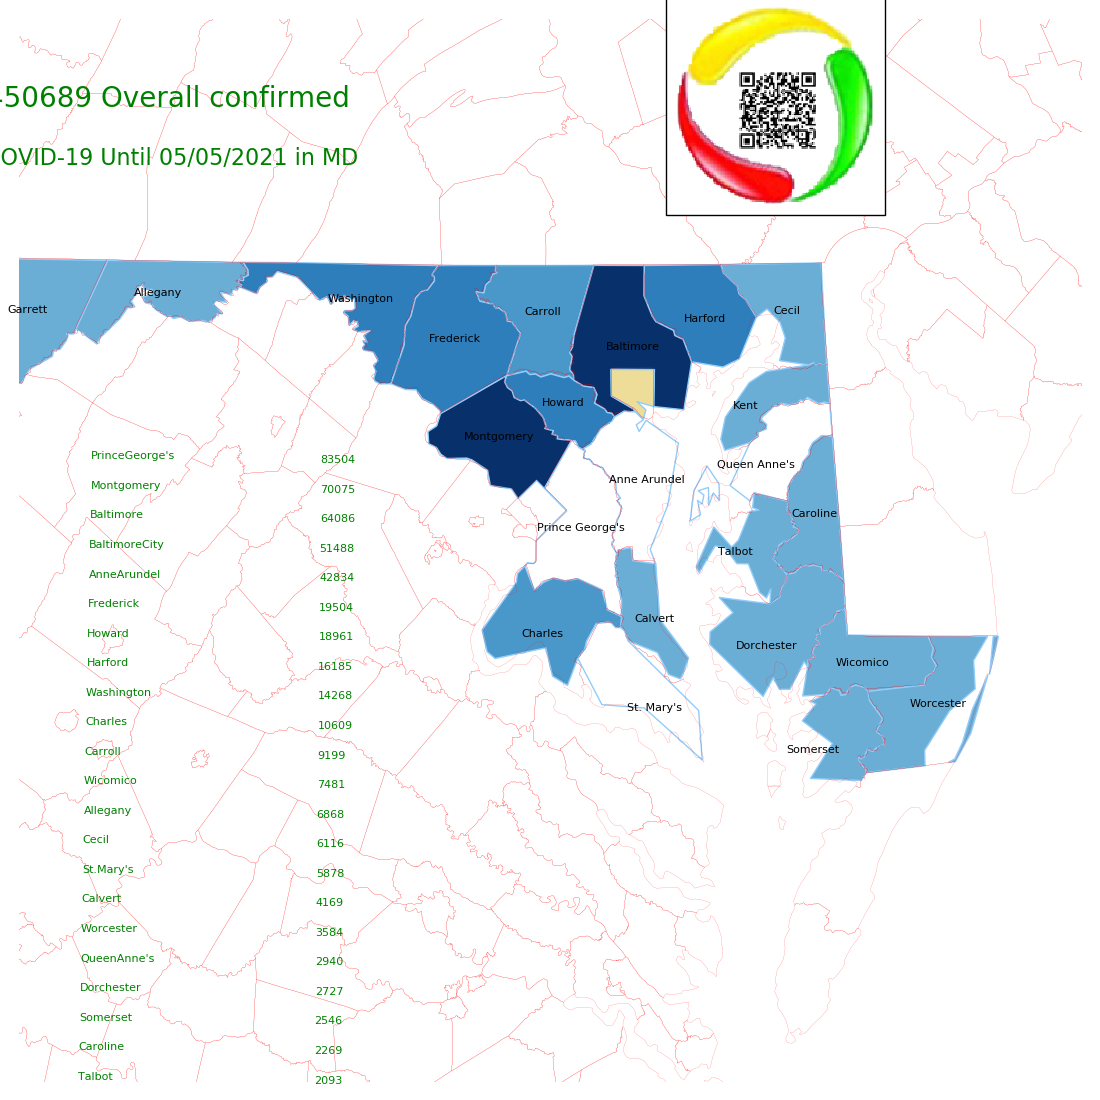 50689 Overall confirmed
OVID-19 Until 05/05/2021 in MD
Garrett
Allegany
Washington
Frederick
Carroll
Baltimore
Harford
Cecil
Howard
Kent
Montgomery
Queen Anne's
Anne Arundel
Caroline
Prince George's
Talbot
Charles
Calvert
Dorchester
Wicomico
St. Mary's
Worcester
Somerset
PrinceGeorge's 83504
Montgomery 70075
Baltimore 64086
BaltimoreCity 51488
AnneArundel 42834
Frederick 19504
Howard 18961
Harford 16185
Washington 14268
Charles 10609
Carroll 9199
Wicomico 7481
Allegany 6868
Cecil 6116
St.Mary's 5878
Calvert 4169
Worcester 3584
QueenAnne's 2940
Dorchester 2727
Somerset 2546
Caroline 2269
Talbot 2093